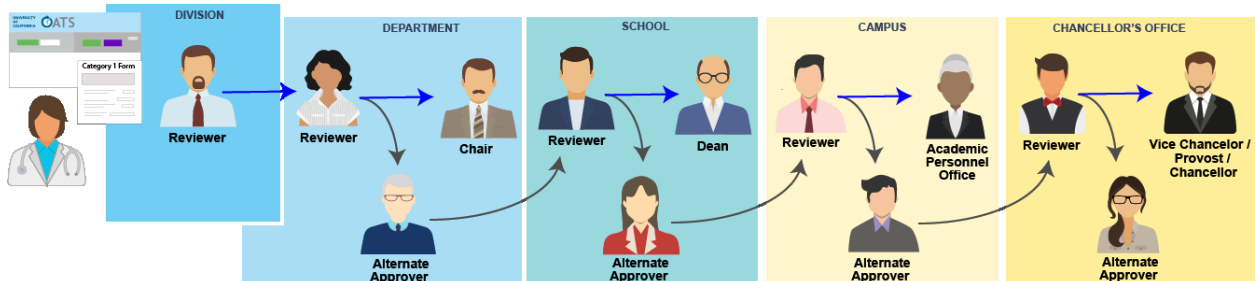 UNIVERSITY
OF
CALIFORNIA
OATS
Category 1 Form
DIVISION
Reviewer
DEPARTMENT
Reviewer
Chair
Alternate
Approver
SCHOOL
Reviewer
Dean
Alternate
Approver
CAMPUS
Reviewer
Academic
Personnel
Office
Alternate
Approver
CHANCELLOR'S OFFICE
Reviewer
Vice Chancelor /
Provost /
Chancellor
Alternate
Approver